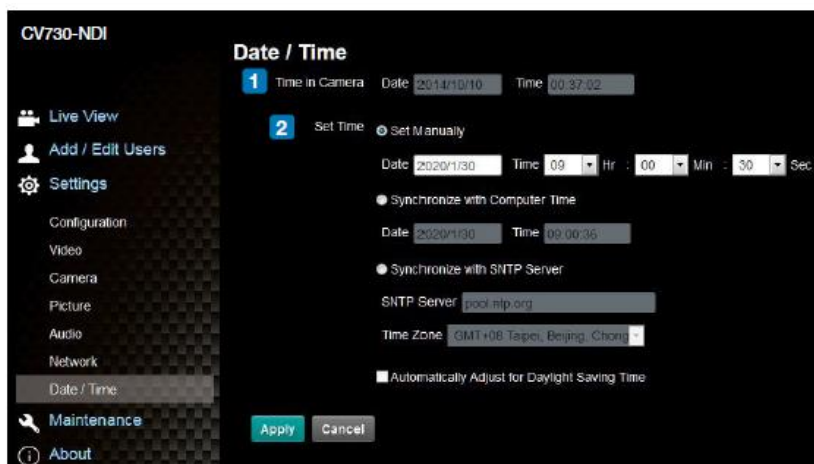 CV730-NDI
Date / Time
1 Time in Camera Date 2014/10/10 Time 00:37:02
Live View
2 Set Time Set Manually
Add / Edit Users
Date 2020/1/30 Time 09 Hr : 00 Min : 30 Sec
Settings
Synchronize with Computer Time
Configuration
Date 2020/1/30 Time 09:00:36
Video
Synchronize with SNTP Server
Camera
SNTP Server pool.ntp.org
Picture
Audio
Time Zone GMT+08 Taipei, Beijing, Chong
Network
Date / Time
Automatically Adjust for Daylight Saving Time
Maintenance
Apply Cancel
About